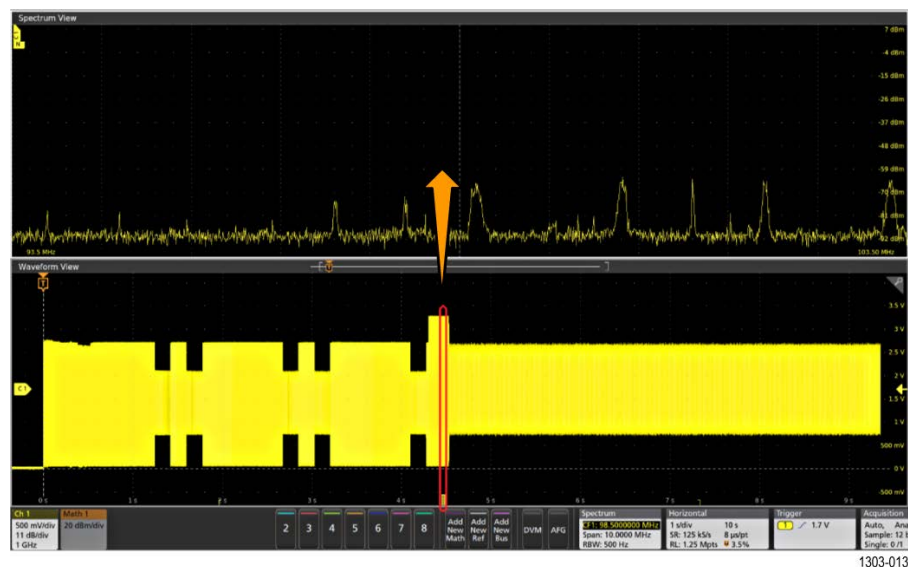 Spectrum View
C1
N
7 dBm
-4 dBm
-15 dBm
-26 dBm
-37 dBm
-48 dBm
-59 dBm
-70 dBm
-81 dBm
-92 dBm
93.5 MHz
103.50 MHz
Waveform View
T
3.5 V
3 V
2.5 V
2 V
1.5 V
1 V
500 mV
0 V
-500 mV
C1
0 s 1 s 2 s 3 s 4 s 5 s 6 s 7 s 8 s 9 s
Ch 1
500 mV/div
11 dB/div
1 GHz
Math 1
20 dBm/div
2 3 4 5 6 7 8
Add New Math
Add New Ref
Add New Bus
DVM
AFG
Spectrum
CF1: 98.5000000 MHz
Span: 10.0000 MHz
RBW: 500 Hz
Horizontal
1 s/div 10 s
SR: 125 kS/s 8 µs/pt
RL: 1.25 Mpts 3.5%
Trigger
1 1.7 V
Acquisition
Auto, Ana
Sample: 12 b
Single: 0 /1
1303-013